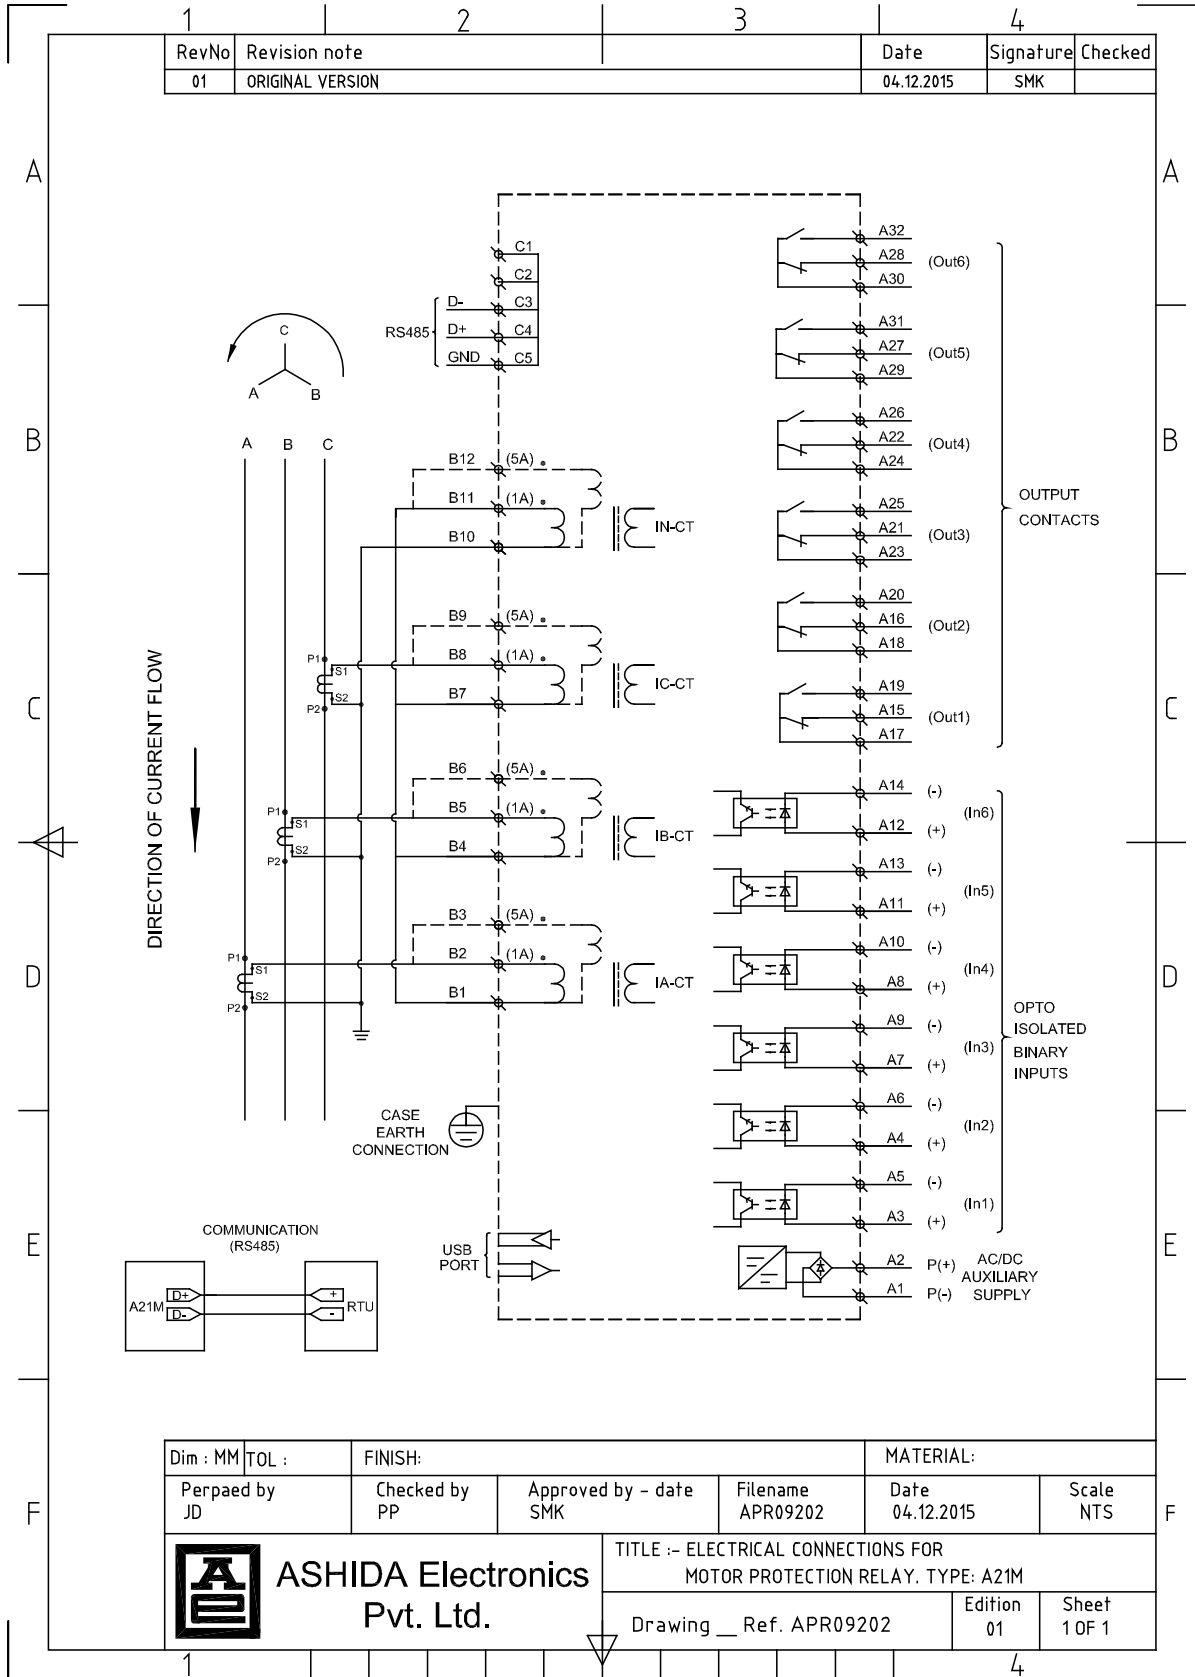 1 2 3 4
RevNo Revision note Date Signature Checked
01 ORIGINAL VERSION 04.12.2015 SMK
A A
A32
A28 (Out6)
A30
C1
C2
D- C3
RS485 D+ C4
GND C5
A31
A27 (Out5)
A29
C
A B
A B C
B B
A26
A22 (Out4)
A24
B12 (5A)
B11 (1A)
B10
IN-CT
A25
A21 (Out3)
A23
OUTPUT
CONTACTS
A20
A16 (Out2)
A18
B9 (5A)
B8 (1A)
B7
IC-CT
P1
S1
S2
P2
A19
A15 (Out1)
A17
C C
DIRECTION OF CURRENT FLOW
B6 (5A)
B5 (1A)
B4
IB-CT
P1
S1
S2
P2
A14 (-)
(In6)
A12 (+)
A13 (-)
(In5)
A11 (+)
B3 (5A)
B2 (1A)
B1
IA-CT
P1
S1
S2
P2
A10 (-)
(In4)
A8 (+)
D D
A9 (-)
(In3)
A7 (+)
OPTO
ISOLATED
BINARY
INPUTS
CASE
EARTH
CONNECTION
A6 (-)
(In2)
A4 (+)
A5 (-)
(In1)
A3 (+)
E E
COMMUNICATION
(RS485)
A21M D+ + RTU
D- -
USB
PORT
A2 P(+) AC/DC
AUXILIARY
A1 P(-) SUPPLY
Dim : MM TOL : FINISH: MATERIAL:
Perpaed by Checked by Approved by - date Filename Date Scale
JD PP SMK APR09202 04.12.2015 NTS
F F
ASHIDA Electronics
Pvt. Ltd.
TITLE :- ELECTRICAL CONNECTIONS FOR
MOTOR PROTECTION RELAY. TYPE: A21M
Drawing __ Ref. APR09202
Edition Sheet
01 1 OF 1
1 4